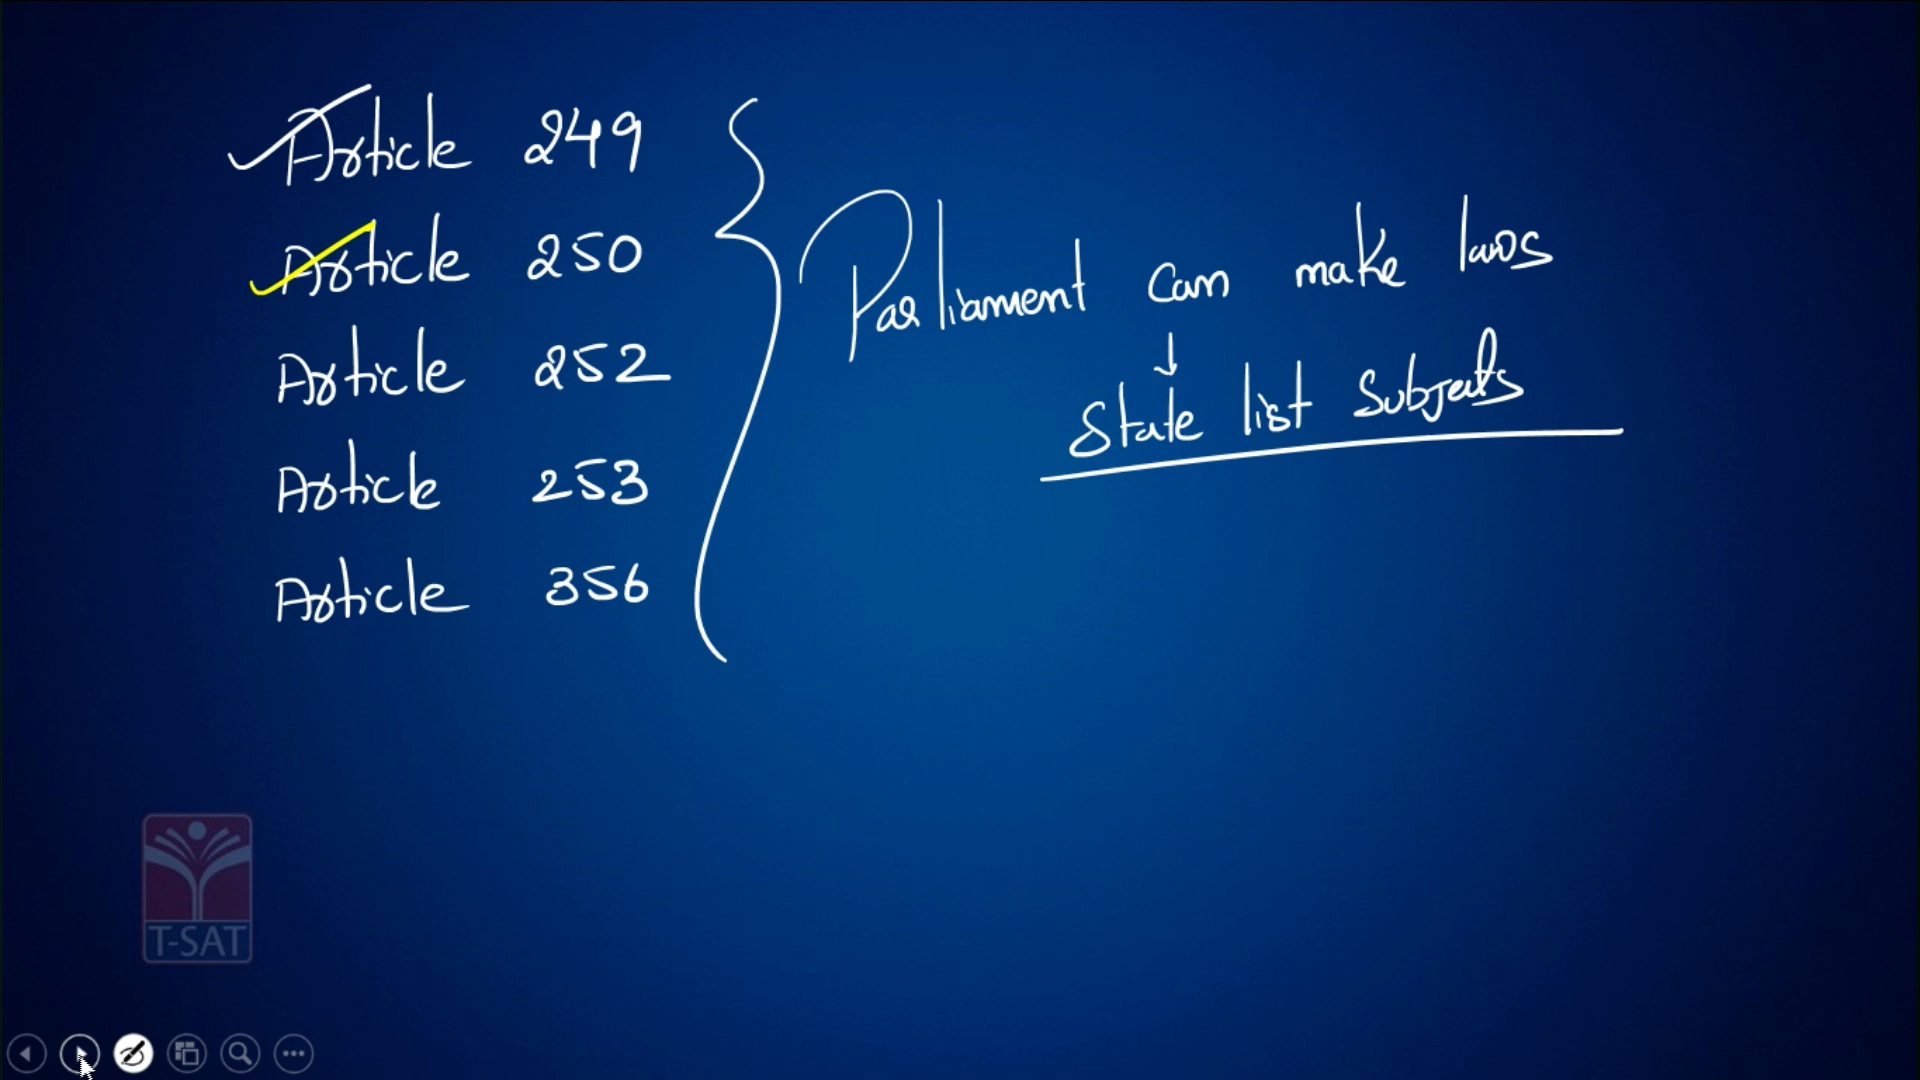 Article 249
Article 250
Article 252
Article 253
Article 356
Parliament can make laws
↓
State list Subjects
T-SAT